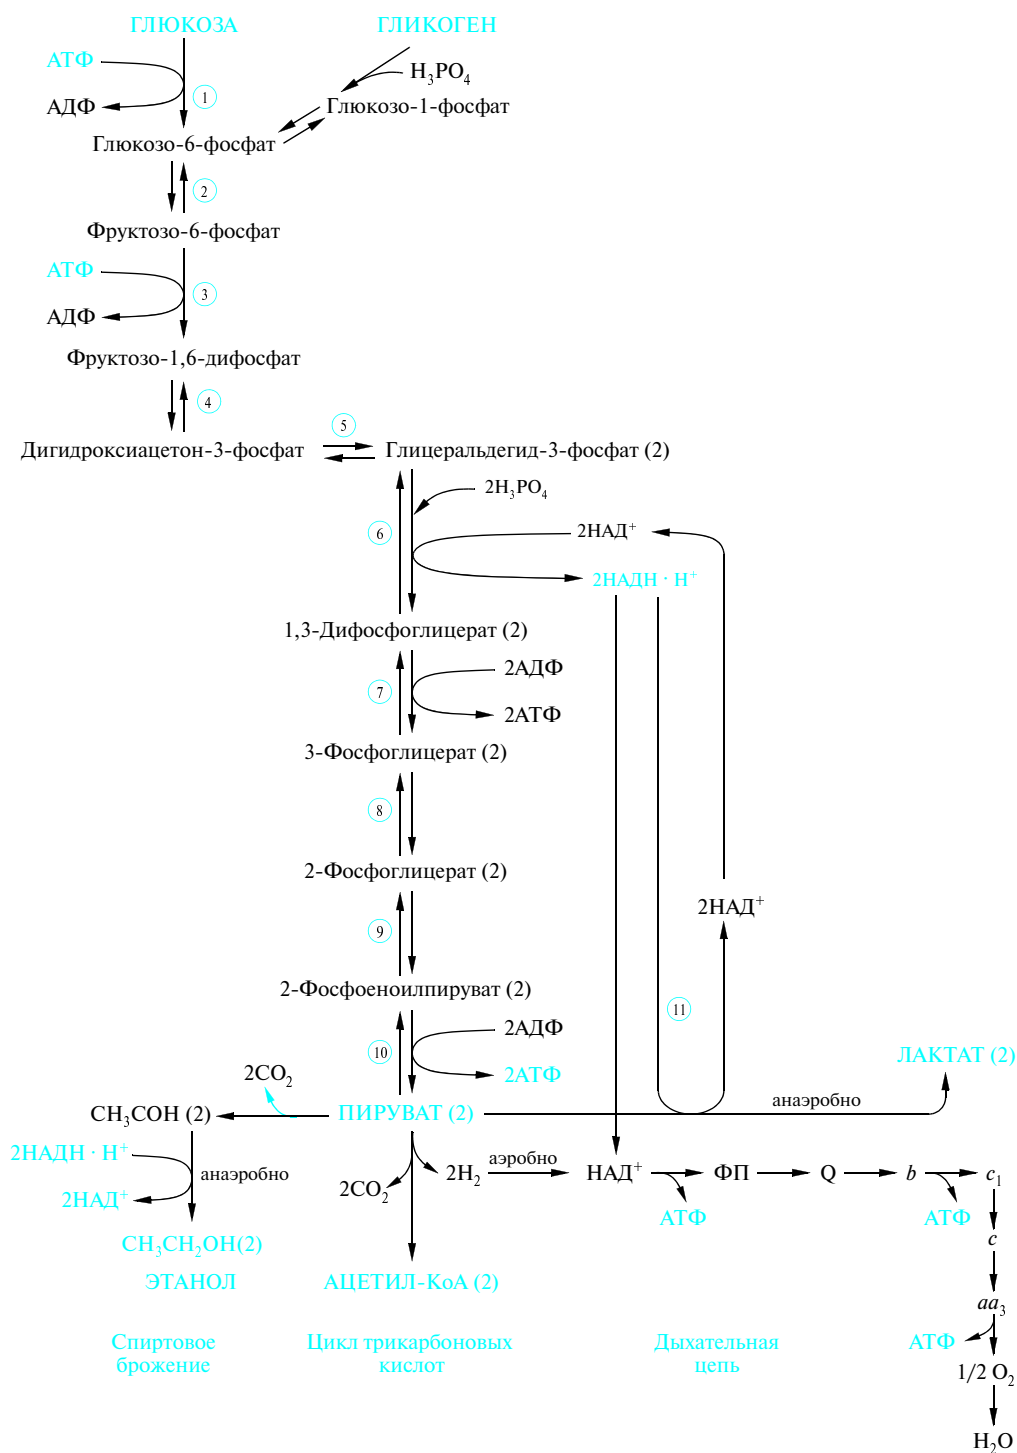 ГЛЮКОЗА
ГЛИКОГЕН
АТФ
H₃PO₄
АДФ
1
Глюкозо-1-фосфат
Глюкозо-6-фосфат
2
Фруктозо-6-фосфат
АТФ
3
АДФ
Фруктозо-1,6-дифосфат
4
5
Дигидроксиацетон-3-фосфат
Глицеральдегид-3-фосфат (2)
2H₃PO₄
6
2НАД⁺
2НАДН · Н⁺
1,3-Дифосфоглицерат (2)
2АДФ
7
2АТФ
3-Фосфоглицерат (2)
8
2-Фосфоглицерат (2)
2НАД⁺
9
2-Фосфоеноилпируват (2)
11
2АДФ
10
2АТФ
ЛАКТАТ (2)
2CO₂
анаэробно
CH₃COH (2)
ПИРУВАТ (2)
2НАДН · Н⁺
анаэробно
2НАД⁺
2CO₂
2H₂
аэробно
НАД⁺
ФП
Q
b
c₁
АТФ
АТФ
c
CH₃CH₂OH(2)
ЭТАНОЛ
АЦЕТИЛ-КоА (2)
aa₃
АТФ
Спиртовое
брожение
Цикл трикарбоновых
кислот
Дыхательная
цепь
1/2 O₂
H₂O